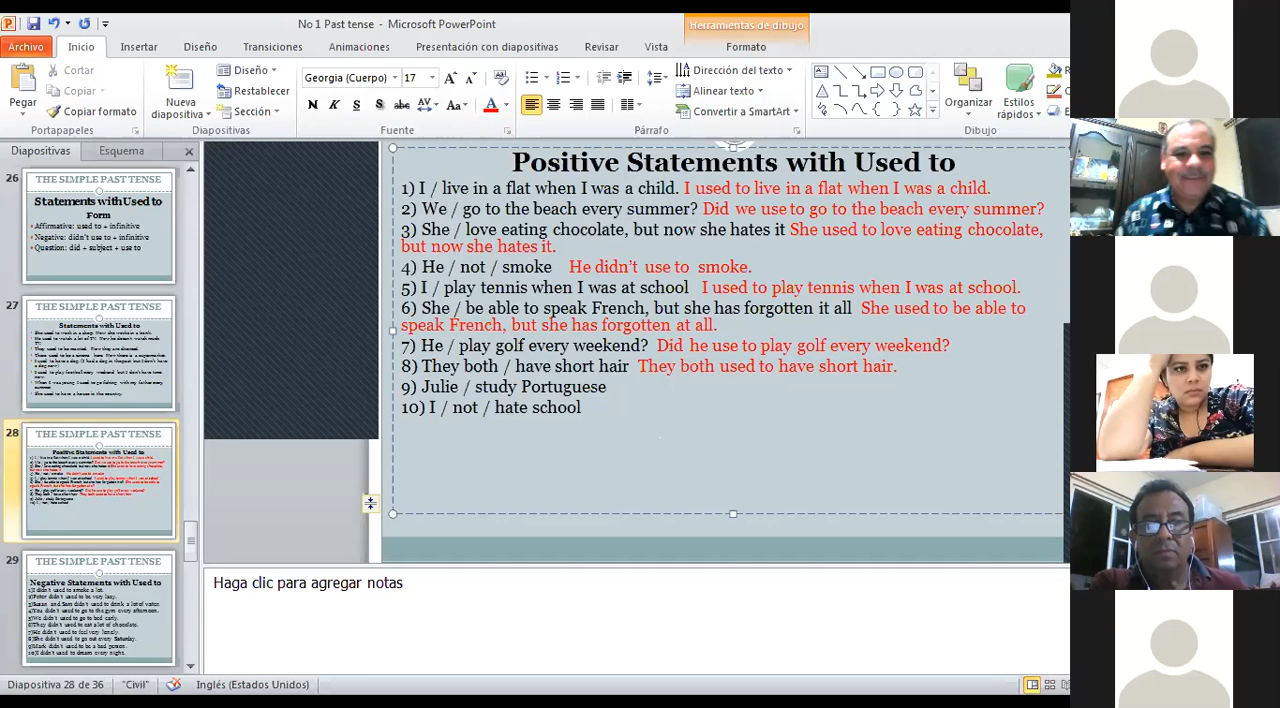 No 1 Past tense - Microsoft PowerPoint
Herramientas de dibujo
Archivo
Inicio
Insertar
Diseño
Transiciones
Animaciones
Presentación con diapositivas
Revisar
Vista
Formato
Pegar
Cortar
Copiar
Copiar formato
Portapapeles
Nueva
diapositiva
Diseño
Restablecer
Sección
Diapositivas
Georgia (Cuerpo)
17
N K S S abc AV Aa A
Fuente
Dirección del texto
Alinear texto
Convertir a SmartArt
Párrafo
Organizar
Estilos
rápidos
Dibujo
Diapositivas
Esquema
26
THE SIMPLE PAST TENSE
Statements withUsed to
Form
Affirmative: used to + infinitive
Negative: didn't use to + infinitive
Question: did + subject + use to
27
THE SIMPLE PAST TENSE
Statements with Used to
28
THE SIMPLE PAST TENSE
Positive Statements with Used to
29
THE SIMPLE PAST TENSE
Negative Statements with Used to
Positive Statements with Used to
1) I / live in a flat when I was a child. I used to live in a flat when I was a child.
2) We / go to the beach every summer? Did we use to go to the beach every summer?
3) She / love eating chocolate, but now she hates it She used to love eating chocolate,
but now she hates it.
4) He / not / smoke He didn't use to smoke.
5) I / play tennis when I was at school I used to play tennis when I was at school.
6) She / be able to speak French, but she has forgotten it all She used to be able to
speak French, but she has forgotten at all.
7) He / play golf every weekend? Did he use to play golf every weekend?
8) They both / have short hair They both used to have short hair.
9) Julie / study Portuguese
10) I / not / hate school
Haga clic para agregar notas
Diapositiva 28 de 36
"Civil"
Inglés (Estados Unidos)